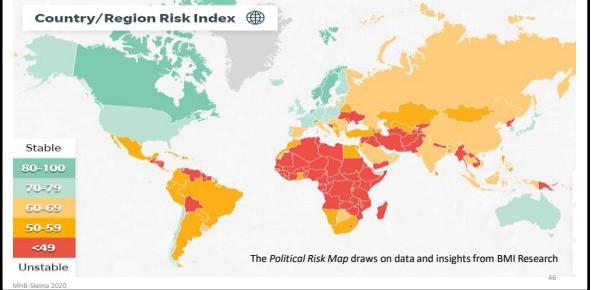 Country/Region Risk Index
Stable
80-100
70-79
60-69
50-59
<49
Unstable
The Political Risk Map draws on data and insights from BMI Research
46
MHB-Skema 2020